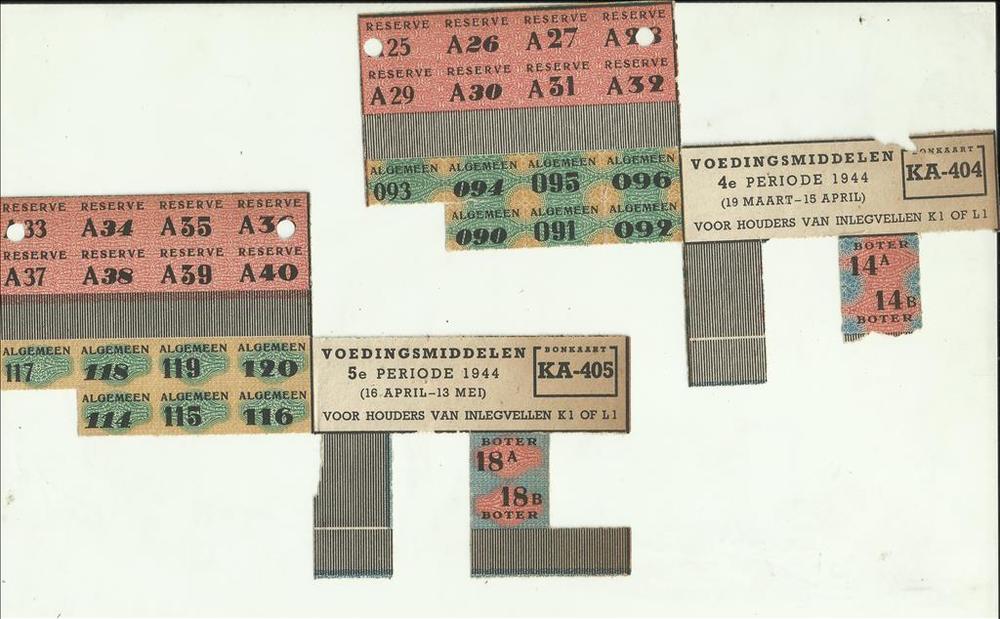 RESERVE RESERVE RESERVE RESERVE
25 A26 A27 A28
RESERVE RESERVE RESERVE RESERVE
A29 A30 A31 A32
ALGEMEEN ALGEMEEN ALGEMEEN ALGEMEEN
093 094 095 096
ALGEMEEN ALGEMEEN ALGEMEEN
090 091 092
VOEDINGSMIDDELEN
4e PERIODE 1944
(19 MAART-15 APRIL)
BONKAART
KA-404
VOOR HOUDERS VAN INLEGVELLEN K1 OF L1
BOTER
14A
14B
BOTER
RESERVE RESERVE RESERVE RESERVE
33 A34 A35 A36
RESERVE RESERVE RESERVE RESERVE
A37 A38 A39 A40
ALGEMEEN ALGEMEEN ALGEMEEN ALGEMEEN
117 118 119 120
ALGEMEEN ALGEMEEN ALGEMEEN
114 115 116
VOEDINGSMIDDELEN
5e PERIODE 1944
(16 APRIL-13 MEI)
BONKAART
KA-405
VOOR HOUDERS VAN INLEGVELLEN K1 OF L1
BOTER
18A
18B
BOTER